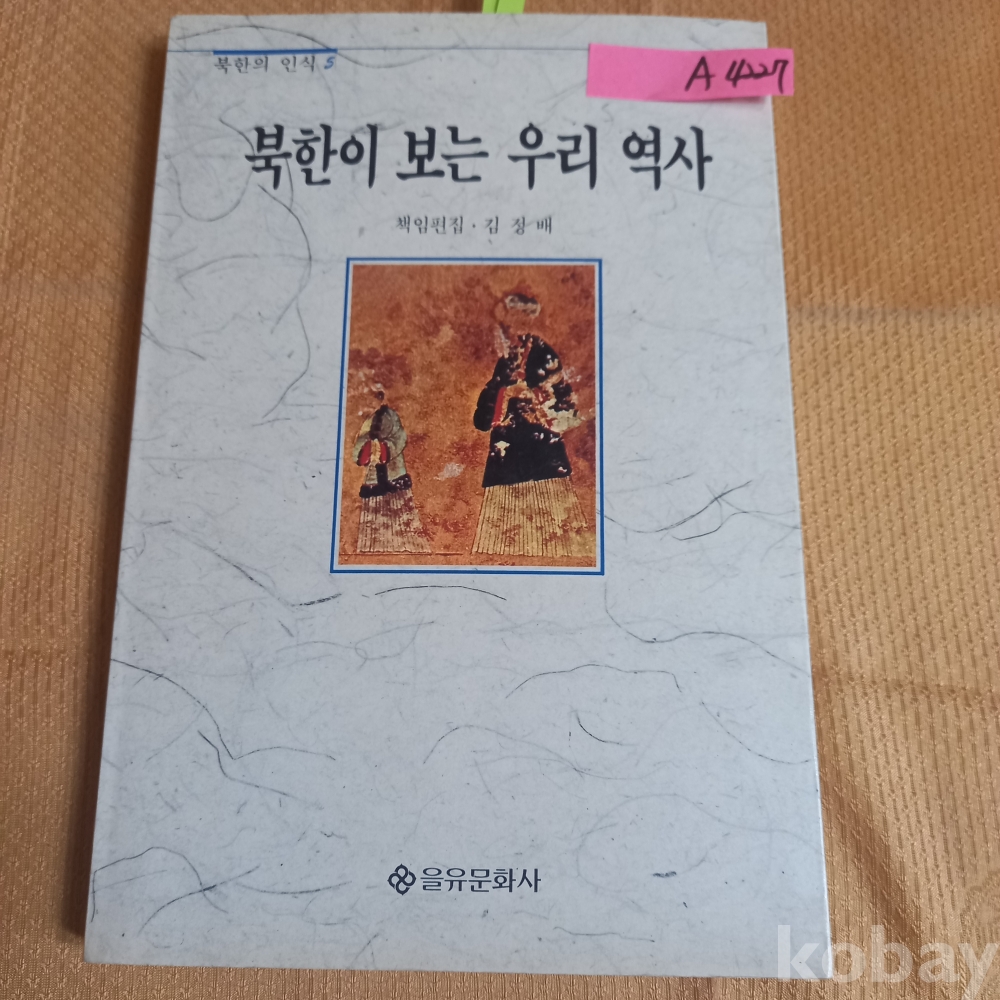 북한의 인식 5
A 4227
북한이 보는 우리 역사
책임편집 · 김정배
을유문화사
kobay